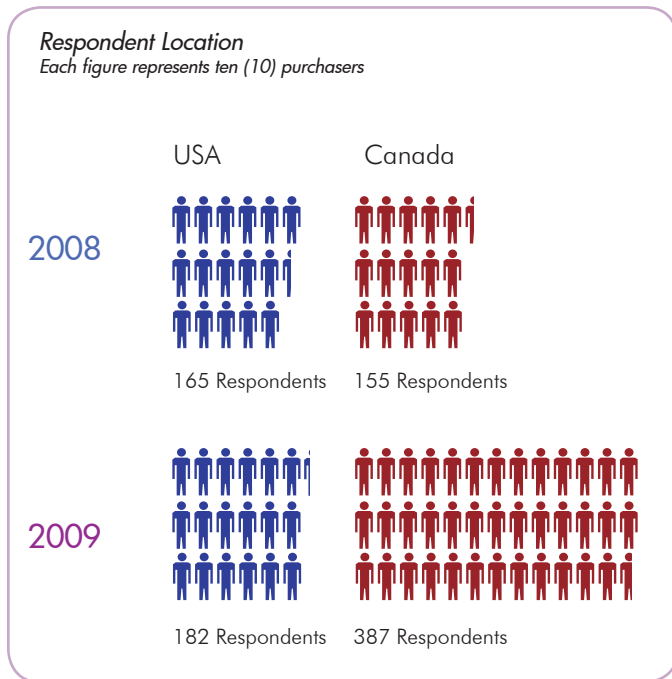 Respondent Location
Each figure represents ten (10) purchasers
USA Canada
2008
165 Respondents 155 Respondents
2009
182 Respondents 387 Respondents